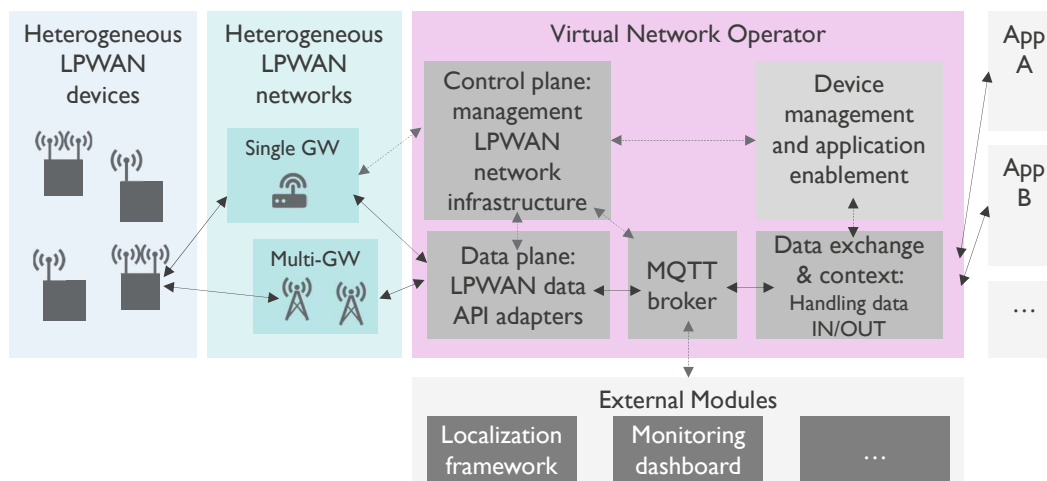 Heterogeneous
LPWAN
devices
Heterogeneous
LPWAN
networks
Single GW
Multi-GW
Virtual Network Operator
Control plane:
management
LPWAN
network
infrastructure
Device
management
and application
enablement
Data plane:
LPWAN data
API adapters
MQTT
broker
Data exchange
& context:
Handling data
IN/OUT
App
A
App
B
...
External Modules
Localization
framework
Monitoring
dashboard
...